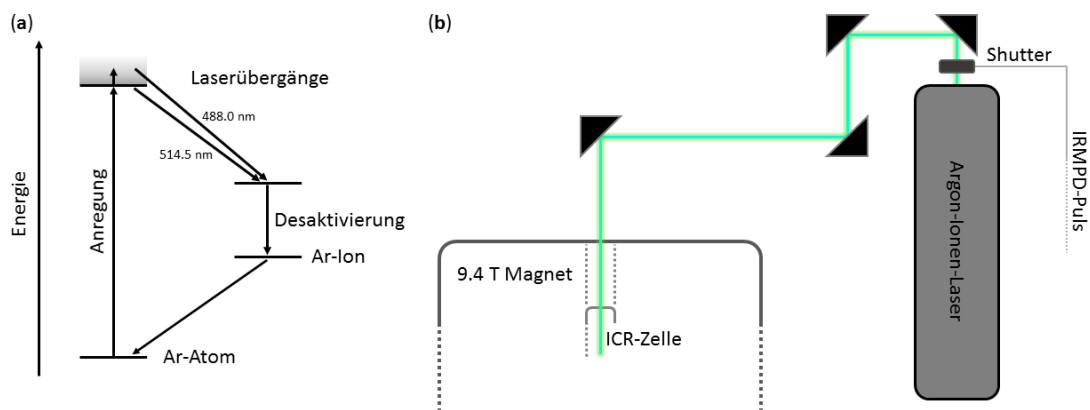 (a)
Energie
Anregung
Laserübergänge
488.0 nm
514.5 nm
Desaktivierung
Ar-Ion
Ar-Atom
(b)
Shutter
IRMPD-Puls
Argon-Ionen-Laser
9.4 T Magnet
ICR-Zelle